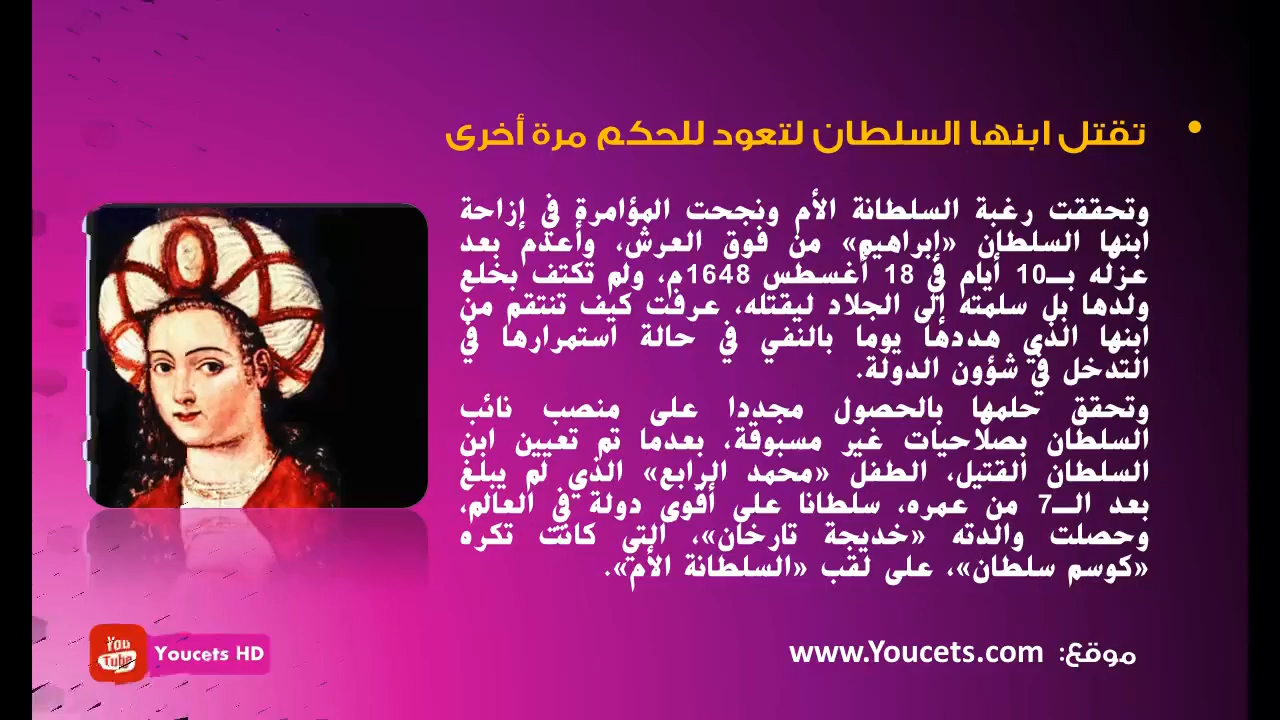 • تقتل ابنها السلطان لتعود للحكم مرة أخرى
وتحققت رغبة السلطانة الأم ونجحت المؤامرة في إزاحة
ابنها السلطان «إبراهيم» من فوق العرش، وأعدم بعد
عزله بــ10 أيام في 18 أغسطس 1648م، ولم تكتف بخلع
ولدها بل سلمته إلى الجلاد ليقتله، عرفت كيف تنتقم من
ابنها الذي هددها يوما بالنفي في حالة استمرارها في
التدخل في شؤون الدولة.
وتحقق حلمها بالحصول مجددا على منصب نائب
السلطان بصلاحيات غير مسبوقة، بعدما تم تعيين ابن
السلطان القتيل، الطفل «محمد الرابع» الذي لم يبلغ
بعد الــ7 من عمره، سلطانا على أقوى دولة في العالم،
وحصلت والدته «خديجة تارخان»، التي كانت تكره
«كوسم سلطان»، على لقب «السلطانة الأم».
موقع: www.Youcets.com
You
Tube
Youcets HD